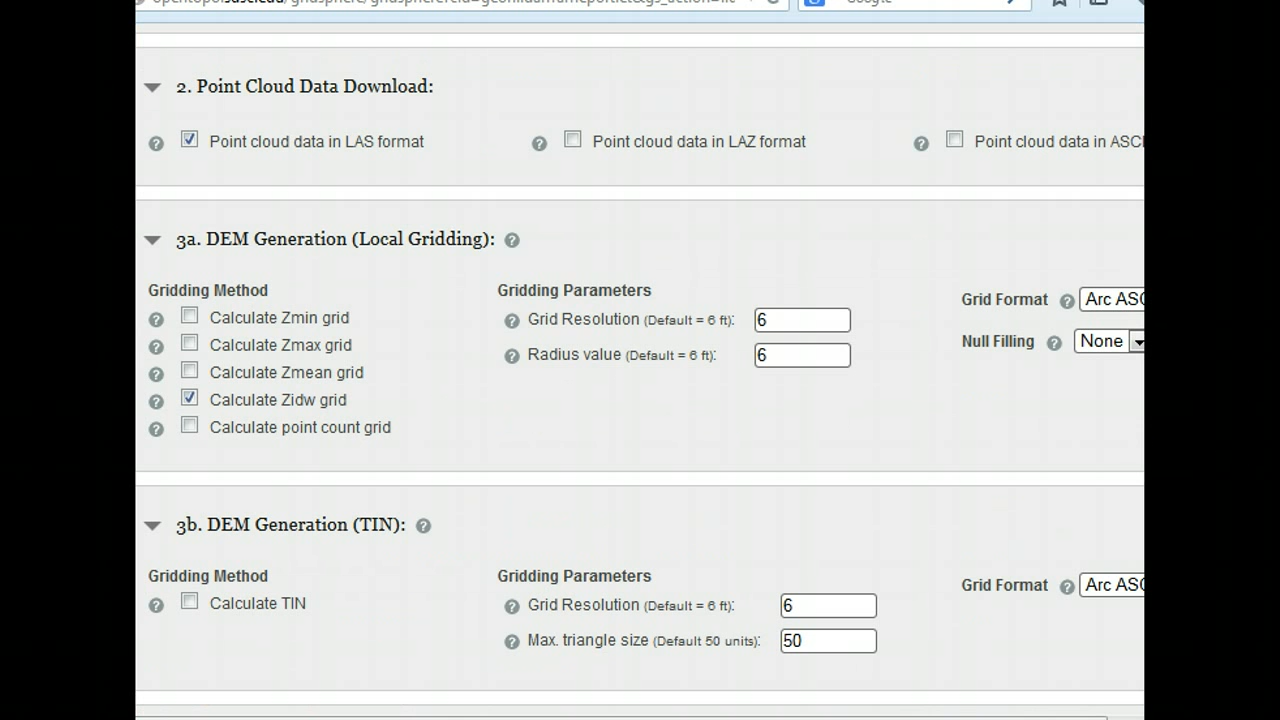 2. Point Cloud Data Download:
Point cloud data in LAS format
Point cloud data in LAZ format
Point cloud data in ASCI
3a. DEM Generation (Local Gridding):
Gridding Method
Calculate Zmin grid
Calculate Zmax grid
Calculate Zmean grid
Calculate Zidw grid
Calculate point count grid
Gridding Parameters
Grid Resolution (Default = 6 ft): 6
Radius value (Default = 6 ft): 6
Grid Format Arc ASC
Null Filling None
3b. DEM Generation (TIN):
Gridding Method
Calculate TIN
Gridding Parameters
Grid Resolution (Default = 6 ft): 6
Max. triangle size (Default 50 units): 50
Grid Format Arc ASC